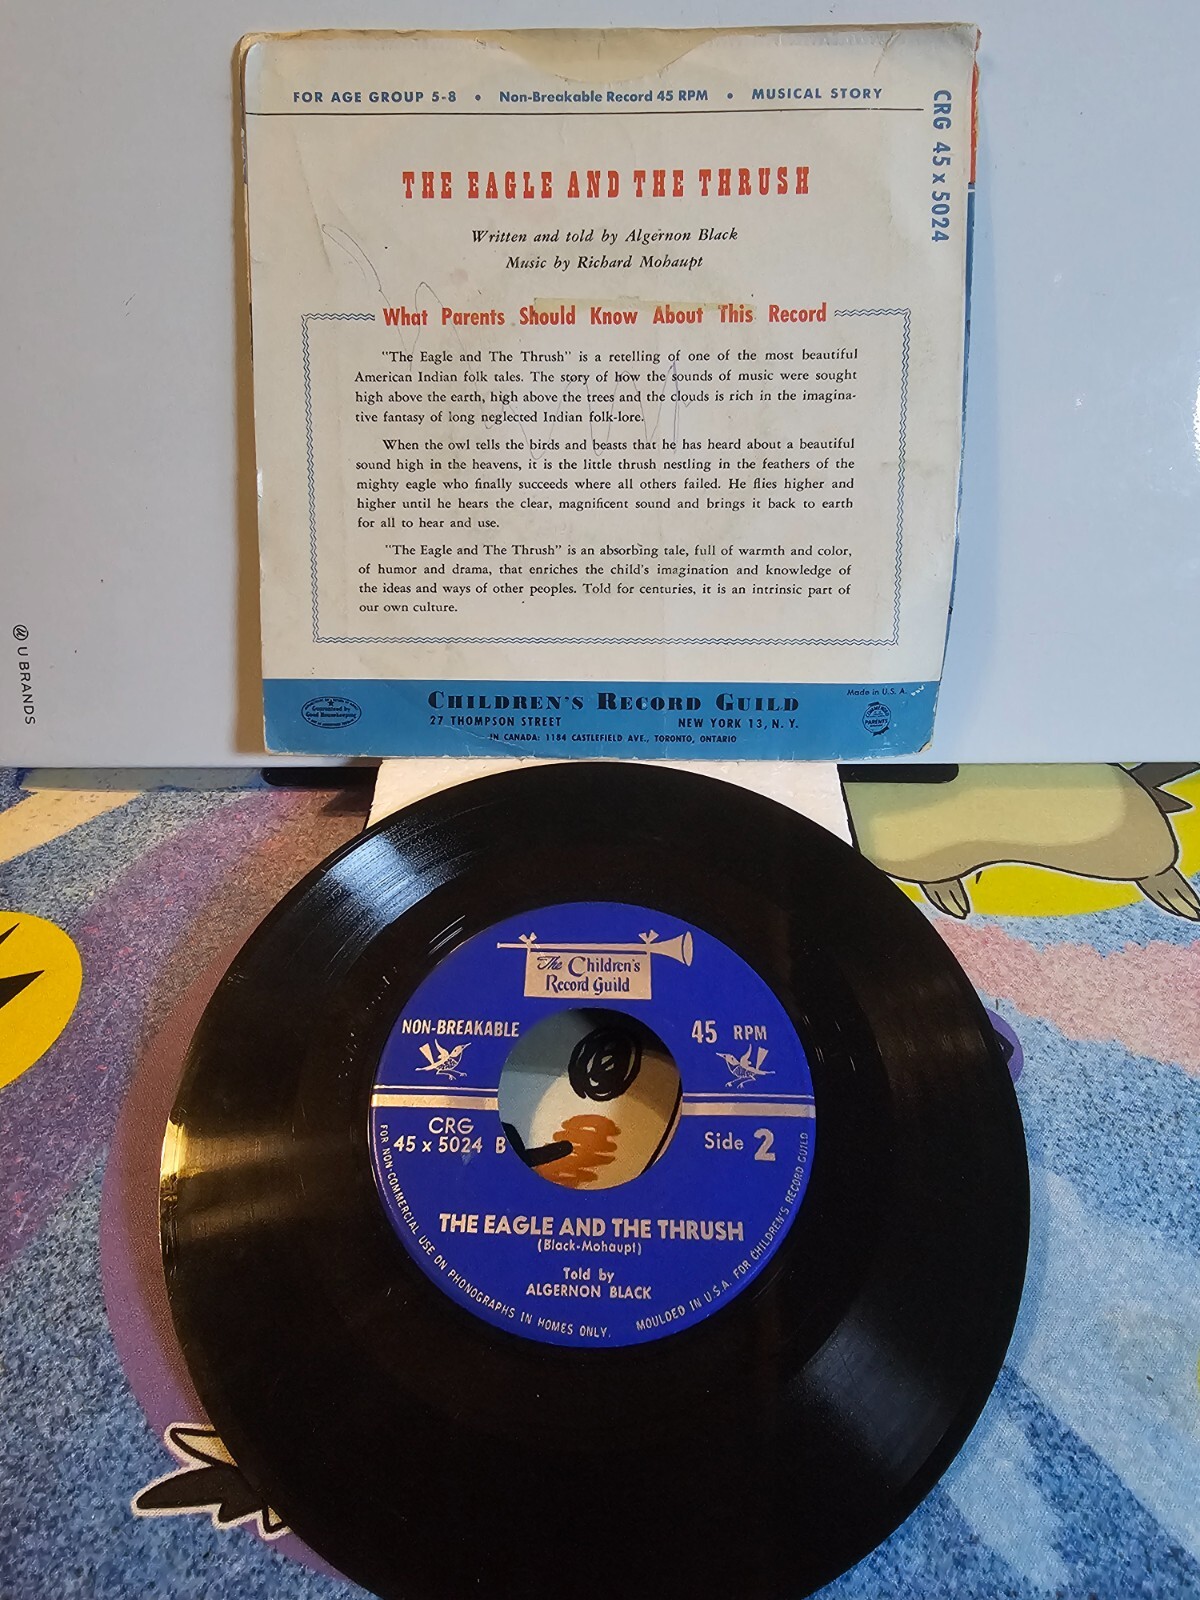 FOR AGE GROUP 5-8 • Non-Breakable Record 45 RPM • MUSICAL STORY
CRG 45 x 5024
THE EAGLE AND THE THRUSH
Written and told by Algernon Black
Music by Richard Mohaupt
What Parents Should Know About This Record
"The Eagle and The Thrush" is a retelling of one of the most beautiful
American Indian folk tales. The story of how the sounds of music were sought
high above the earth, high above the trees and the clouds is rich in the imagina-
tive fantasy of long neglected Indian folk-lore.
When the owl tells the birds and beasts that he has heard about a beautiful
sound high in the heavens, it is the little thrush nestling in the feathers of the
mighty eagle who finally succeeds where all others failed. He flies higher and
higher until he hears the clear, magnificent sound and brings it back to earth
for all to hear and use.
"The Eagle and The Thrush" is an absorbing tale, full of warmth and color,
of humor and drama, that enriches the child's imagination and knowledge of
the ideas and ways of other peoples. Told for centuries, it is an intrinsic part of
our own culture.
Made in U.S.A.
Guaranteed by
Good Housekeeping
CHILDREN'S RECORD GUILD
PARENTS'
27 THOMPSON STREET NEW YORK 13, N. Y.
IN CANADA: 1184 CASTLEFIELD AVE., TORONTO, ONTARIO
U BRANDS
The Children's
Record Guild
NON-BREAKABLE 45 RPM
CRG
45 x 5024 B
Side 2
THE EAGLE AND THE THRUSH
(Black-Mohaupt)
Told by
ALGERNON BLACK
FOR NON-COMMERCIAL USE ON PHONOGRAPHS IN HOMES ONLY. MOULDED IN U.S.A. FOR CHILDREN'S RECORD GUILD